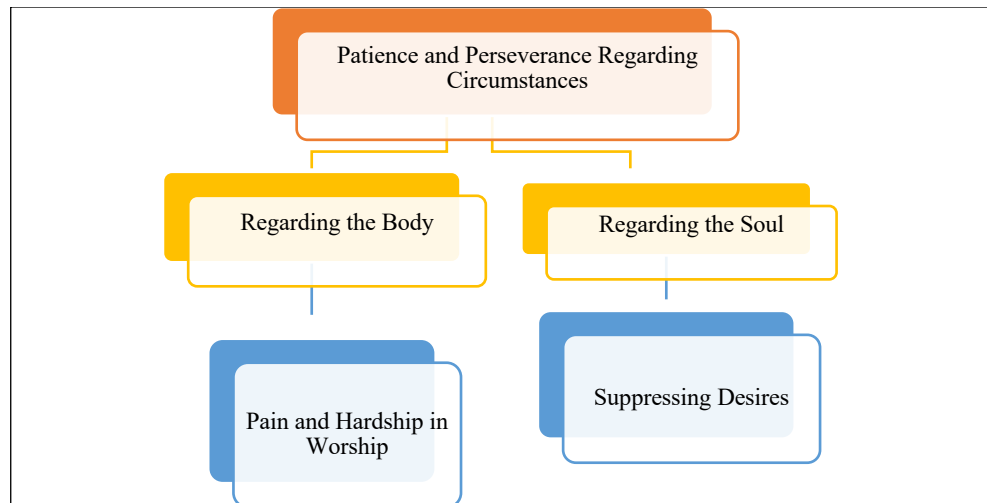 Patience and Perseverance Regarding
Circumstances
Regarding the Body
Regarding the Soul
Pain and Hardship in
Worship
Suppressing Desires